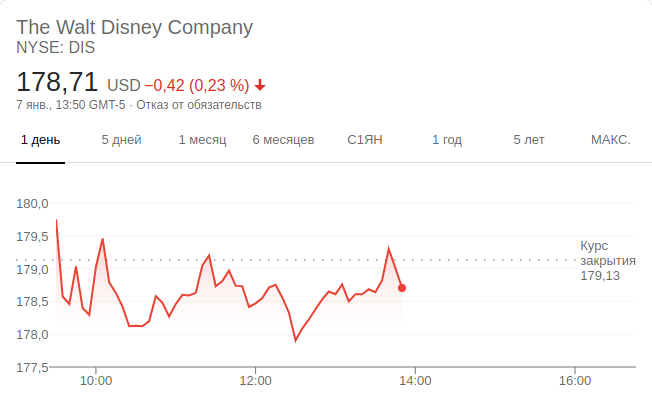 The Walt Disney Company
NYSE: DIS
178,71 USD −0,42 (0,23 %)
7 янв., 13:50 GMT-5 · Отказ от обязательств
1 день 5 дней 1 месяц 6 месяцев С1ЯН 1 год 5 лет МАКС.
180,0
179,5
Курс
закрытия
179,13
179,0
178,5
178,0
177,5
10:00 12:00 14:00 16:00